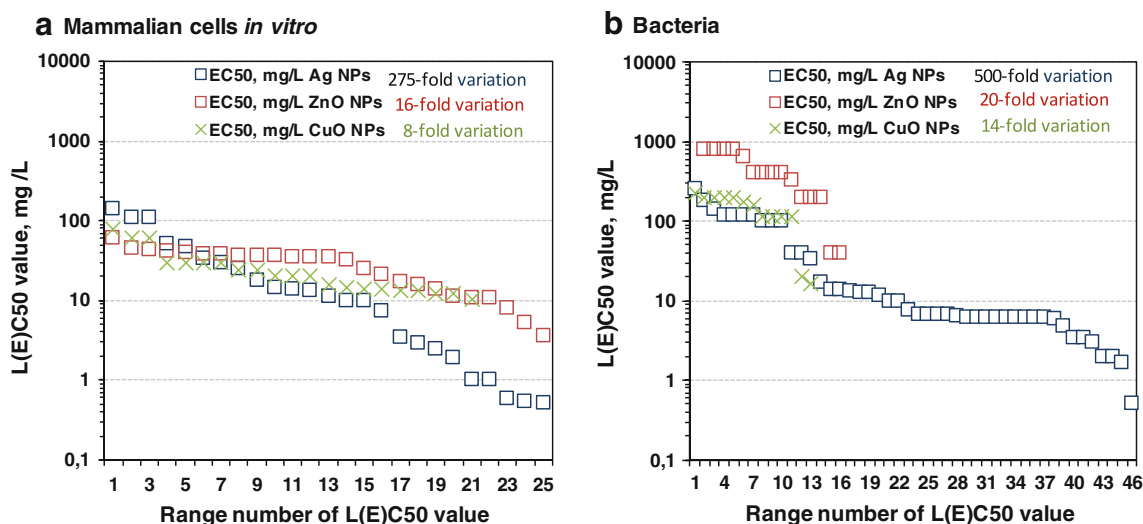 a Mammalian cells in vitro
L(E)C50 value, mg /L
10000
1000
100
10
1
0,1
EC50, mg/L Ag NPs 275-fold variation
EC50, mg/L ZnO NPs 16-fold variation
EC50, mg/L CuO NPs 8-fold variation
1 3 5 7 9 11 13 15 17 19 21 23 25
Range number of L(E)C50 value
b Bacteria
L(E)C50 value, mg/L
10000
1000
100
10
1
0,1
EC50, mg/L Ag NPs 500-fold variation
EC50, mg/L ZnO NPs 20-fold variation
EC50, mg/L CuO NPs 14-fold variation
1 4 7 10 13 16 19 22 25 28 31 34 37 40 43 46
Range number of L(E)C50 value